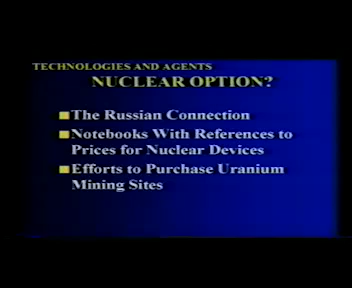 TECHNOLOGIES AND AGENTS
NUCLEAR OPTION?
The Russian Connection
Notebooks With References to
Prices for Nuclear Devices
Efforts to Purchase Uranium
Mining Sites